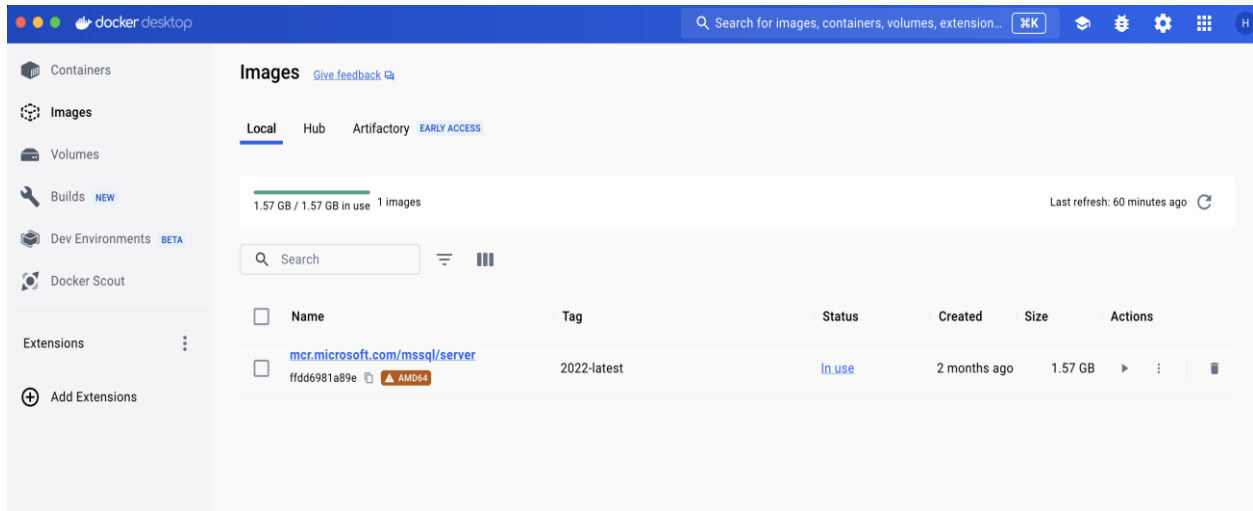 docker desktop
Search for images, containers, volumes, extension... ⌘K
H
Containers
Images
Volumes
Builds NEW
Dev Environments BETA
Docker Scout
Extensions
Add Extensions
Images Give feedback
Local Hub Artifactory EARLY ACCESS
1.57 GB / 1.57 GB in use 1 images
Last refresh: 60 minutes ago
Search
Name Tag Status Created Size Actions
mcr.microsoft.com/mssql/server
ffdd6981a89e AMD64
2022-latest In use 2 months ago 1.57 GB